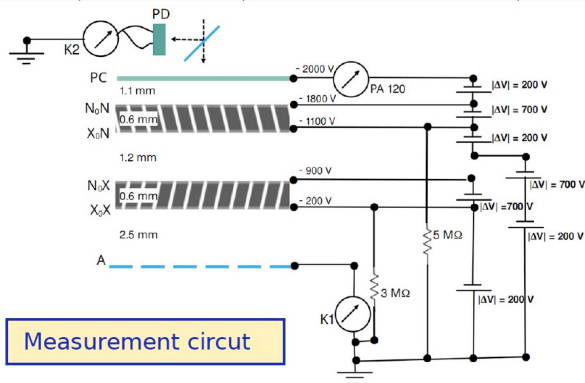 PD
K2
PC
- 2000 V
PA 120
|ΔV| = 200 V
1.1 mm
- 1800 V
N₀N
|ΔV| = 700 V
0.6 mm
- 1100 V
X₀N
|ΔV| = 200 V
1.2 mm
- 900 V
|ΔV| = 700 V
N₀X
0.6 mm
- 200 V
|ΔV| =700 V
X₀X
2.5 mm
5 MΩ
|ΔV| = 200 V
A
3 MΩ
|ΔV| = 200 V
K1
Measurement circut